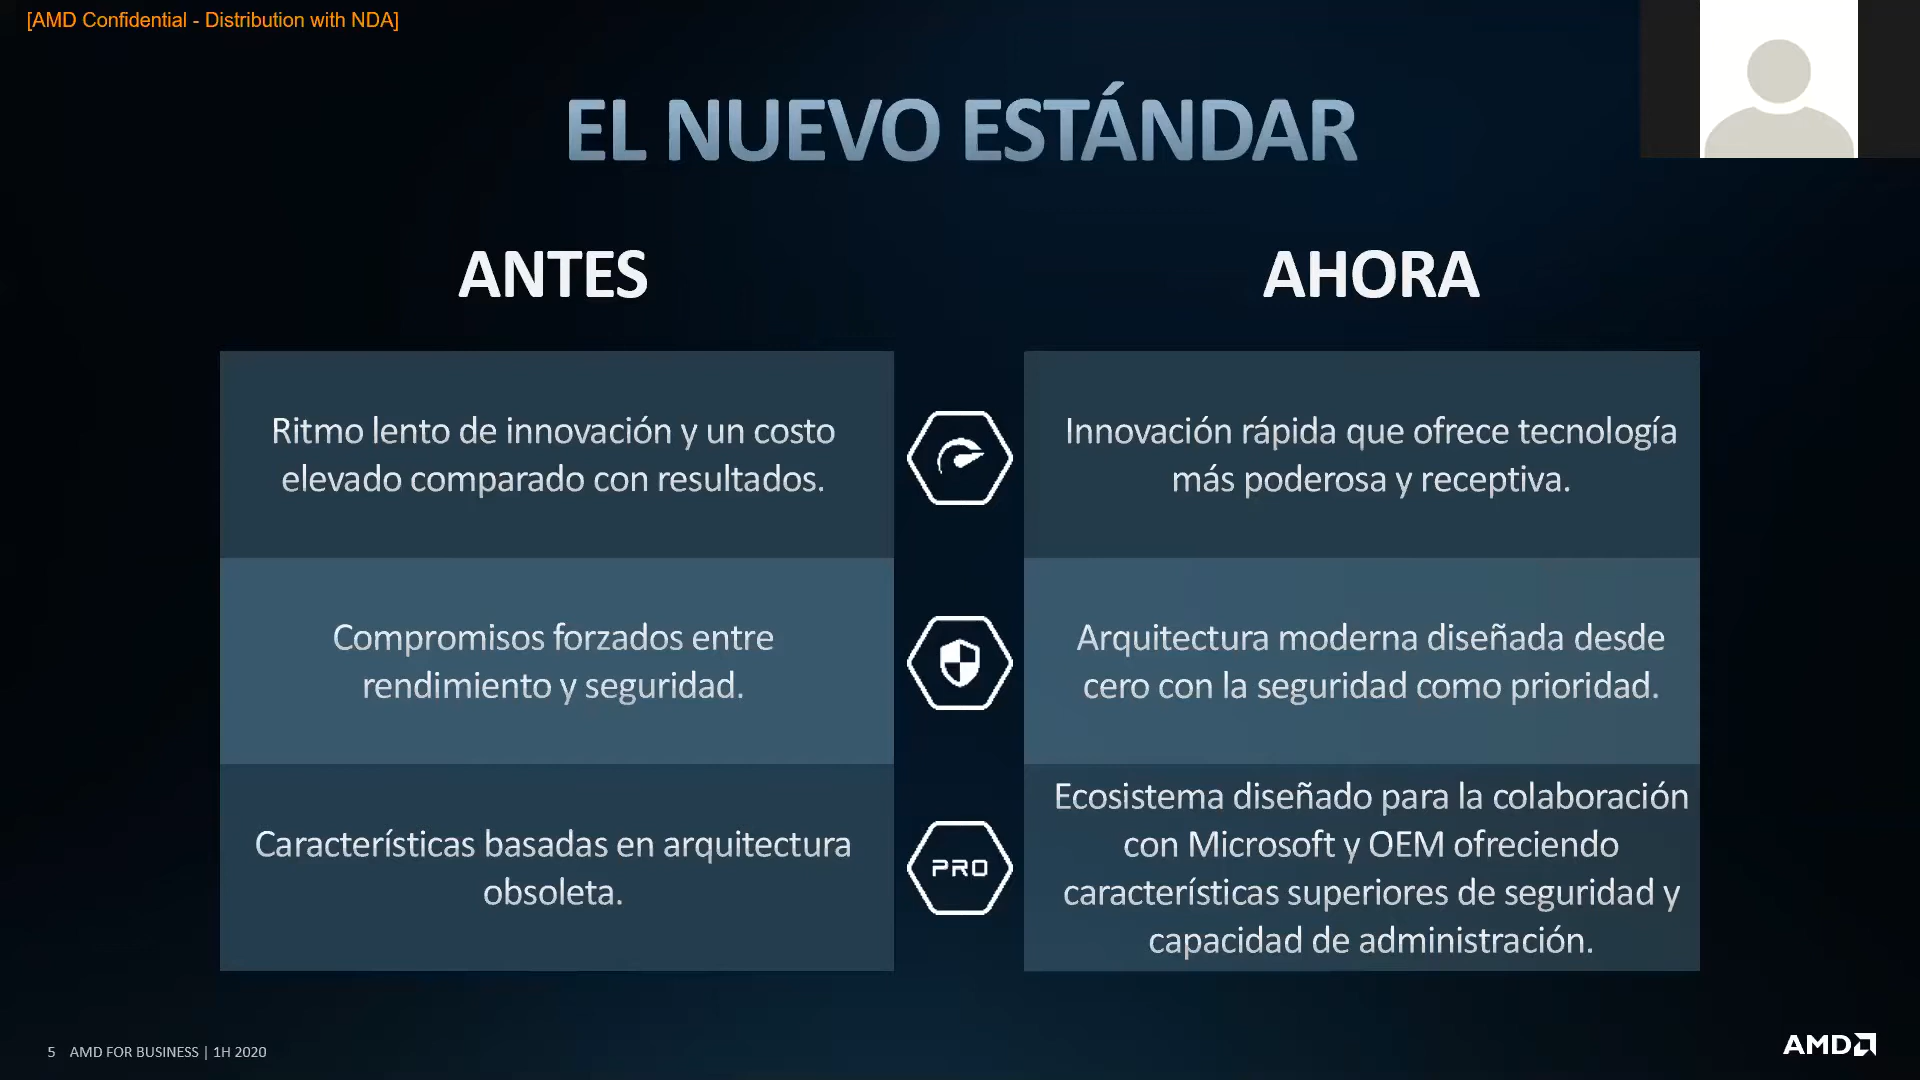 [AMD Confidential - Distribution with NDA]
EL NUEVO ESTÁNDAR
ANTES
AHORA
Ritmo lento de innovación y un costo
elevado comparado con resultados.
Innovación rápida que ofrece tecnología
más poderosa y receptiva.
Compromisos forzados entre
rendimiento y seguridad.
Arquitectura moderna diseñada desde
cero con la seguridad como prioridad.
Características basadas en arquitectura
obsoleta.
PRO
Ecosistema diseñado para la colaboración
con Microsoft y OEM ofreciendo
características superiores de seguridad y
capacidad de administración.
5 AMD FOR BUSINESS | 1H 2020
AMD